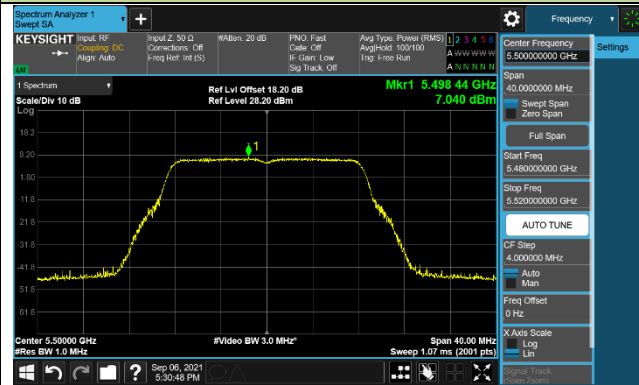 Spectrum Analyzer 1
Swept SA
+
Frequency
KEYSIGHT
Input: RF
Coupling: DC
Align: Auto
Input Z: 50 Ω
Corrections: Off
Freq Ref: Int (S)
#Atten: 20 dB
PNO: Fast
Gate: Off
IF Gain: Low
Sig Track: Off
Avg Type: Power (RMS)
Avg|Hold: 100/100
Trig: Free Run
1 2 3 4 5 6
A W W W W W
A N N N N N
LXI
1 Spectrum
Scale/Div 10 dB
Ref Lvl Offset 18.20 dB
Ref Level 28.20 dBm
Mkr1 5.498 44 GHz
7.040 dBm
Log
18.2
8.20
-1.80
-11.8
-21.8
-31.8
-41.8
-51.8
-61.8
1
Center 5.50000 GHz
#Res BW 1.0 MHz
#Video BW 3.0 MHz*
Span 40.00 MHz
Sweep 1.07 ms (2001 pts)
Sep 06, 2021
5:30:48 PM
?
Center Frequency
5.500000000 GHz
Settings
Span
40.0000000 MHz
Swept Span
Zero Span
Full Span
Start Freq
5.480000000 GHz
Stop Freq
5.520000000 GHz
AUTO TUNE
CF Step
4.000000 MHz
Auto
Man
Freq Offset
0 Hz
X Axis Scale
Log
Lin
Signal Track
(Span Zoom)